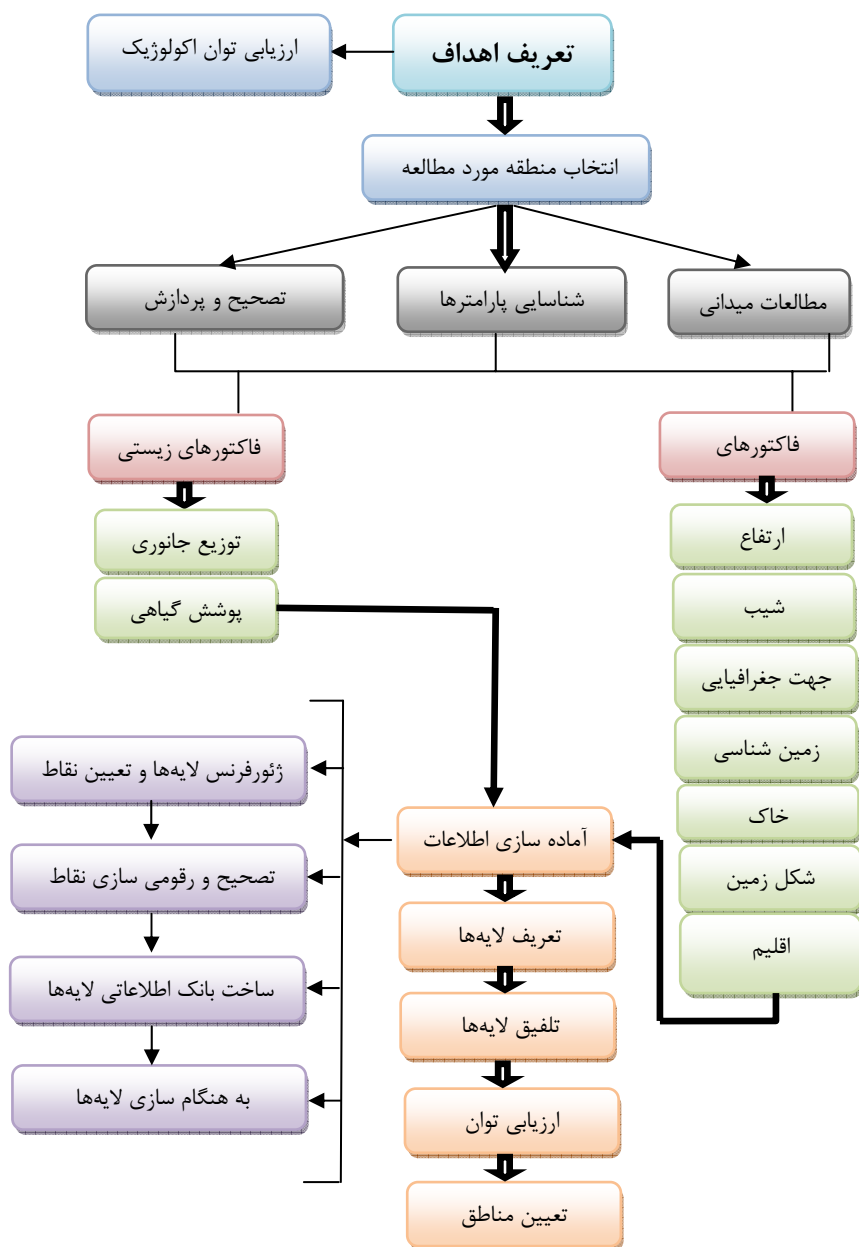 تعریف اهداف
ارزیابی توان اکولوژیک
انتخاب منطقه مورد مطالعه
مطالعات میدانی
شناسایی پارامترها
تصحیح و پردازش
فاکتورهای
فاکتورهای زیستی
ارتفاع
شیب
جهت جغرافیایی
زمین شناسی
خاک
شکل زمین
اقلیم
توزیع جانوری
پوشش گیاهی
آماده سازی اطلاعات
تعریف لایه‌ها
تلفیق لایه‌ها
ارزیابی توان
تعیین مناطق
ژئورفرنس لایه‌ها و تعیین نقاط
تصحیح و رقومی سازی نقاط
ساخت بانک اطلاعاتی لایه‌ها
به هنگام سازی لایه‌ها